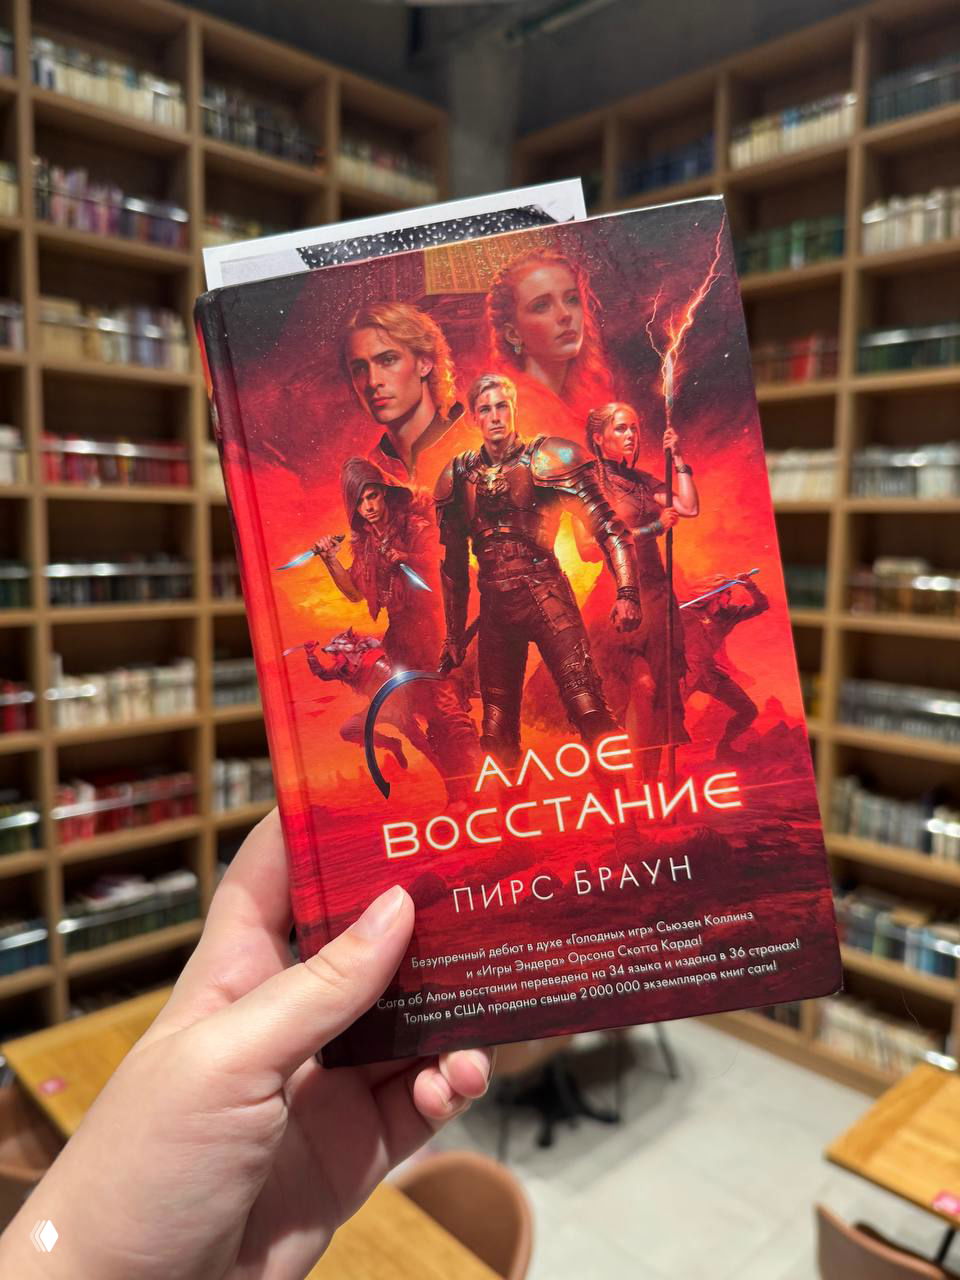 АЛОЕ
ВОССТАНИЕ
ПИРС БРАУН
Безупречный дебют в духе «Голодных игр» Сьюзен Коллинз
и «Игры Эндера» Орсона Скотта Карда!
Сага об Алом восстании переведена на 34 языка и издана в 36 странах!
Только в США продано свыше 2 000 000 экземпляров книг саги!